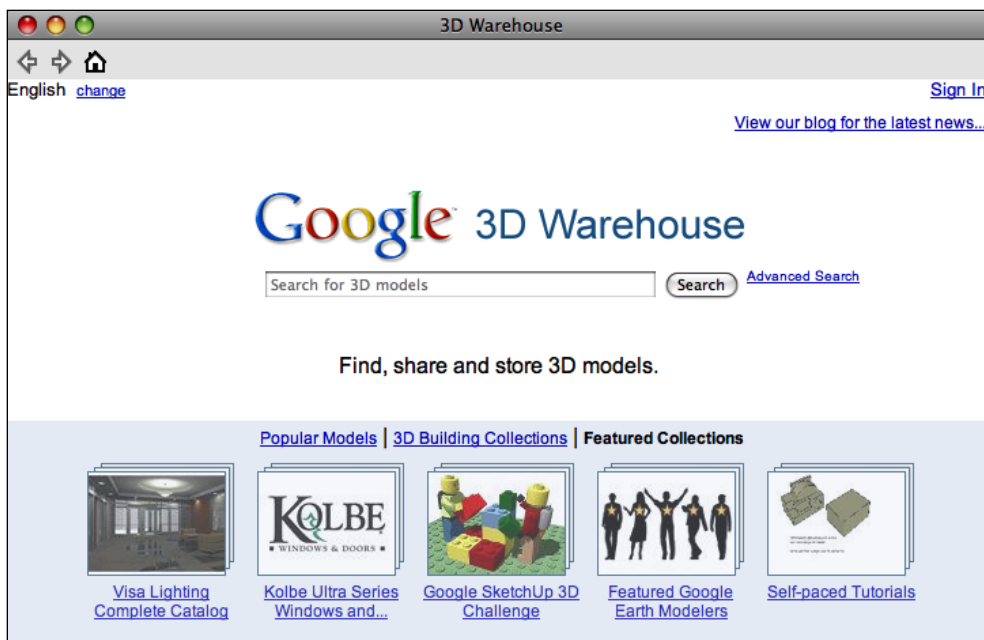 3D Warehouse
English change
Sign In
View our blog for the latest news...
Google™ 3D Warehouse
Search for 3D models
Search
Advanced Search
Find, share and store 3D models.
Popular Models | 3D Building Collections | Featured Collections
KOLBE
WINDOWS & DOORS
Visa Lighting
Complete Catalog
Kolbe Ultra Series
Windows and...
Google SketchUp 3D
Challenge
Featured Google
Earth Modelers
Self-paced Tutorials